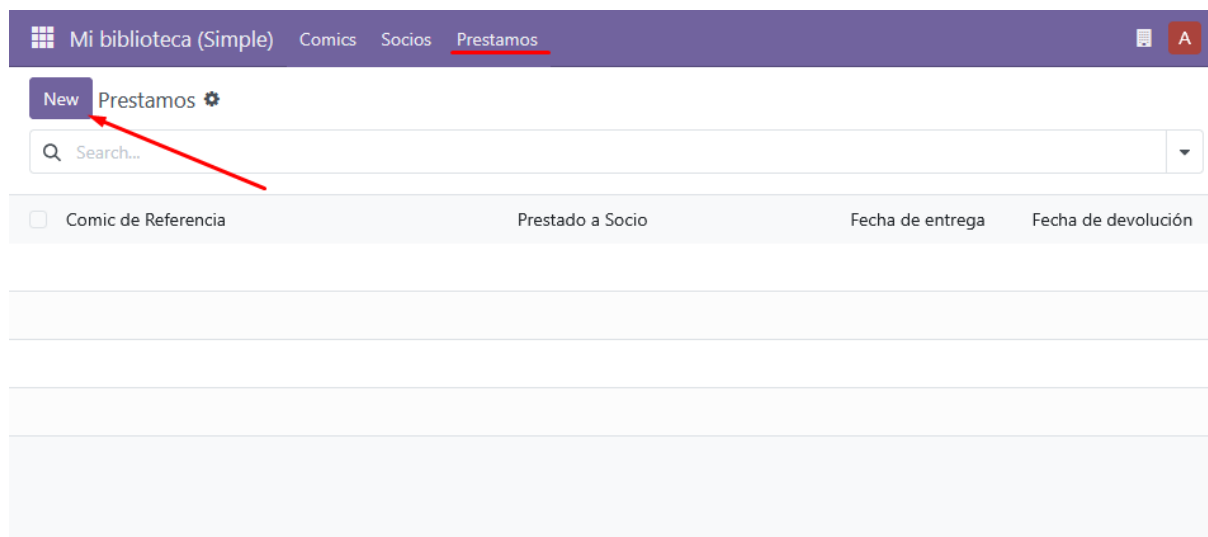 Mi biblioteca (Simple) Comics Socios Prestamos A
New Prestamos
Search...
Comic de Referencia Prestado a Socio Fecha de entrega Fecha de devolución